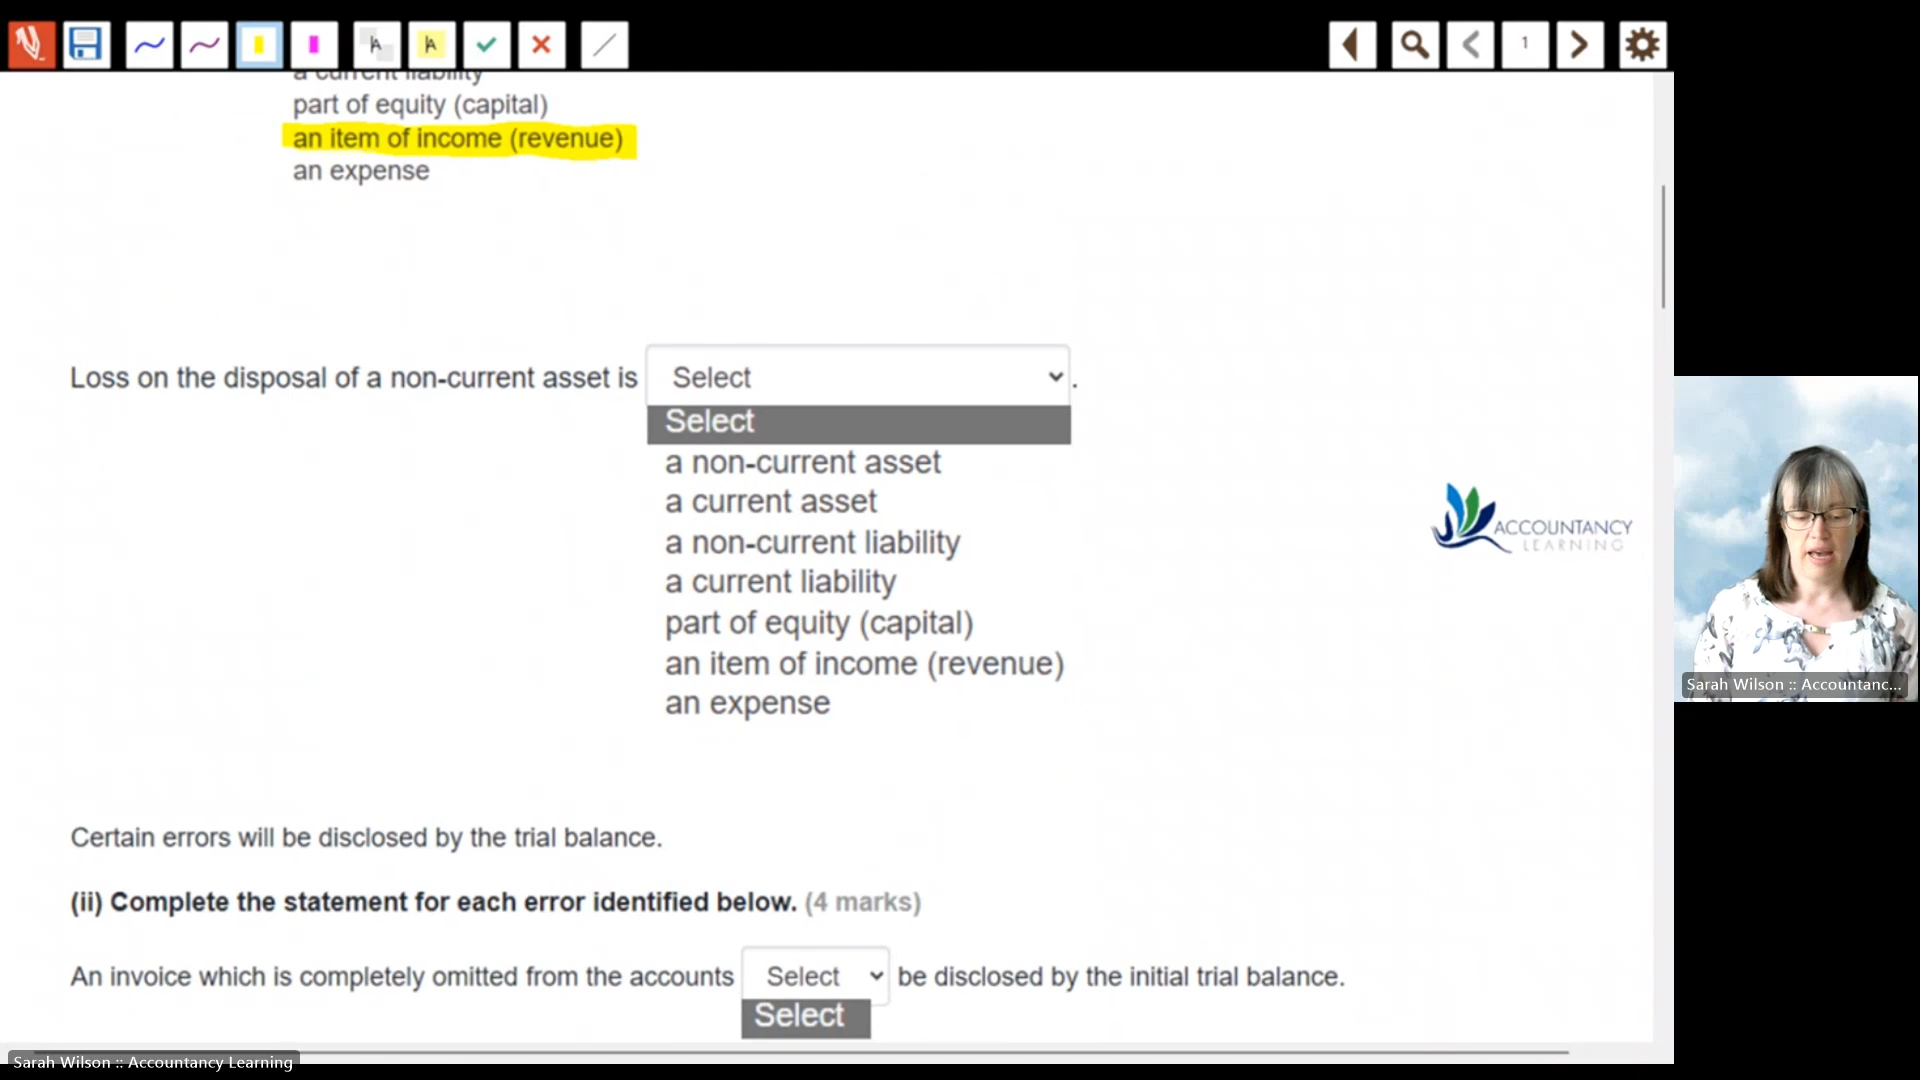 1
a current liability
part of equity (capital)
an item of income (revenue)
an expense
Loss on the disposal of a non-current asset is Select .
Select
a non-current asset
a current asset
a non-current liability
a current liability
part of equity (capital)
an item of income (revenue)
an expense
ACCOUNTANCY
LEARNING
Sarah Wilson :: Accountanc...
Certain errors will be disclosed by the trial balance.
(ii) Complete the statement for each error identified below. (4 marks)
An invoice which is completely omitted from the accounts Select be disclosed by the initial trial balance.
Select
Sarah Wilson :: Accountancy Learning